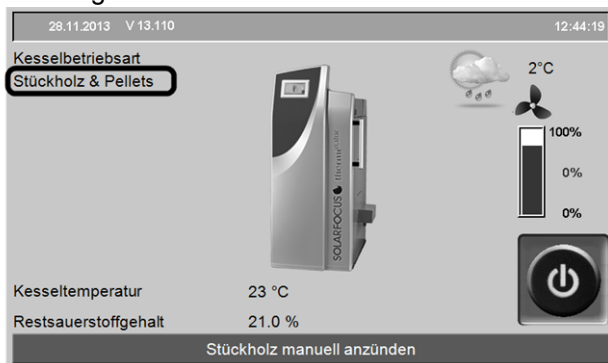 28.11.2013 V 13.110 12:44:19
Kesselbetriebsart
Stückholz & Pellets
2°C
100%
0%
0%
SOLARFOCUS
Kesseltemperatur 23 °C
Restsauerstoffgehalt 21.0 %
Stückholz manuell anzünden